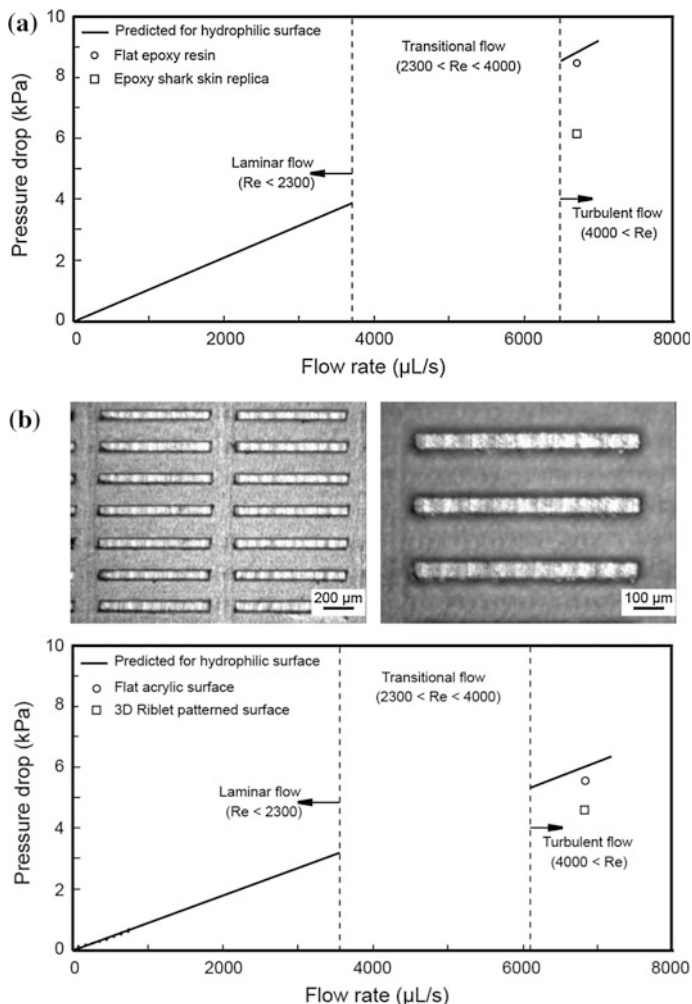 (a)
Predicted for hydrophilic surface
Flat epoxy resin
Epoxy shark skin replica
Transitional flow
(2300 < Re < 4000)
Laminar flow
(Re < 2300)
Turbulent flow
(4000 < Re)
Pressure drop (kPa)
10
8
6
4
2
0
0
2000
4000
6000
8000
Flow rate (µL/s)
(b)
200 µm
100 µm
Predicted for hydrophilic surface
Flat acrylic surface
3D Riblet patterned surface
Transitional flow
(2300 < Re < 4000)
Laminar flow
(Re < 2300)
Turbulent flow
(4000 < Re)
Pressure drop (kPa)
10
8
6
4
2
0
0
2000
4000
6000
8000
Flow rate (µL/s)